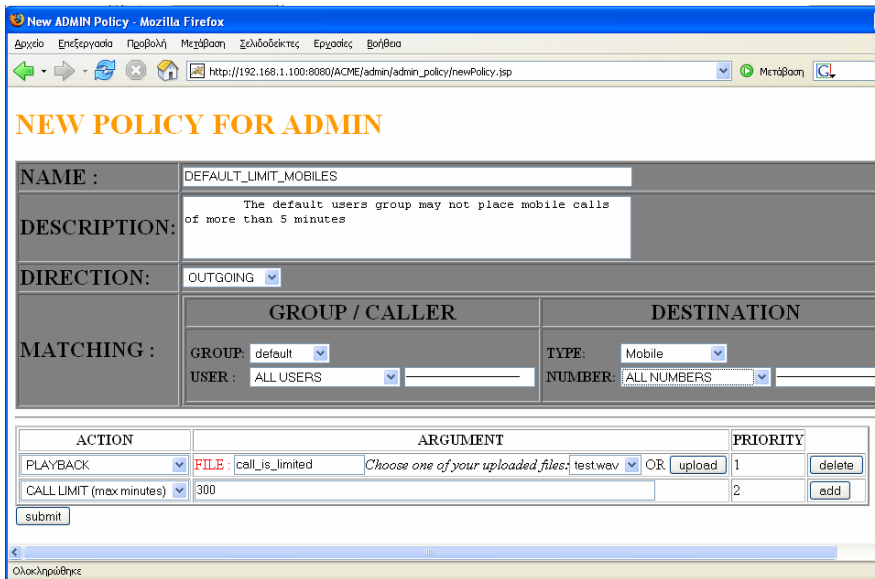 New ADMIN Policy - Mozilla Firefox
Αρχείο Επεξεργασία Προβολή Μετάβαση Σελιδοδείκτες Εργασίες Βοήθεια
http://192.168.1.100:8080/ACME/admin/admin_policy/newPolicy.jsp Μετάβαση G
NEW POLICY FOR ADMIN
NAME : DEFAULT_LIMIT_MOBILES
DESCRIPTION: The default users group may not place mobile calls
of more than 5 minutes
DIRECTION: OUTGOING
MATCHING :
GROUP / CALLER DESTINATION
GROUP: default TYPE: Mobile
USER : ALL USERS NUMBER: ALL NUMBERS
ACTION ARGUMENT PRIORITY
PLAYBACK FILE : call_is_limited Choose one of your uploaded files: test.wav OR upload 1 delete
CALL LIMIT (max minutes) 300 2 add
submit
Ολοκληρώθηκε